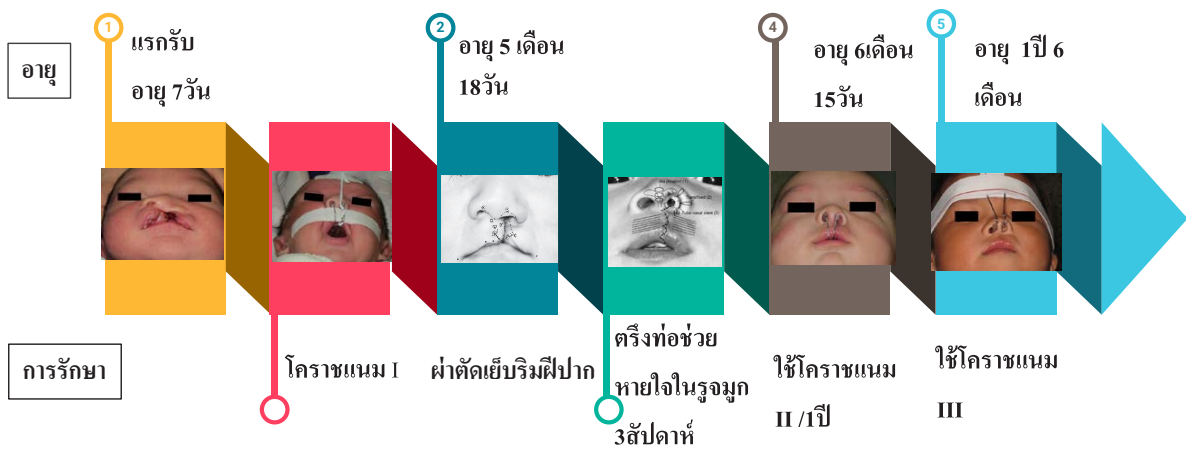 อายุ
1
แรกรับ
อายุ 7วัน
2
อายุ 5 เดือน
18วัน
4
อายุ 6เดือน
15วัน
5
อายุ 1ปี 6
เดือน
การรักษา
โคราชแนม I
ผ่าตัดเย็บริมฝีปาก
ตรึงท่อช่วย
หายใจในรูจมูก
3สัปดาห์
ใช้โคราชแนม
II /1ปี
ใช้โคราชแนม
III